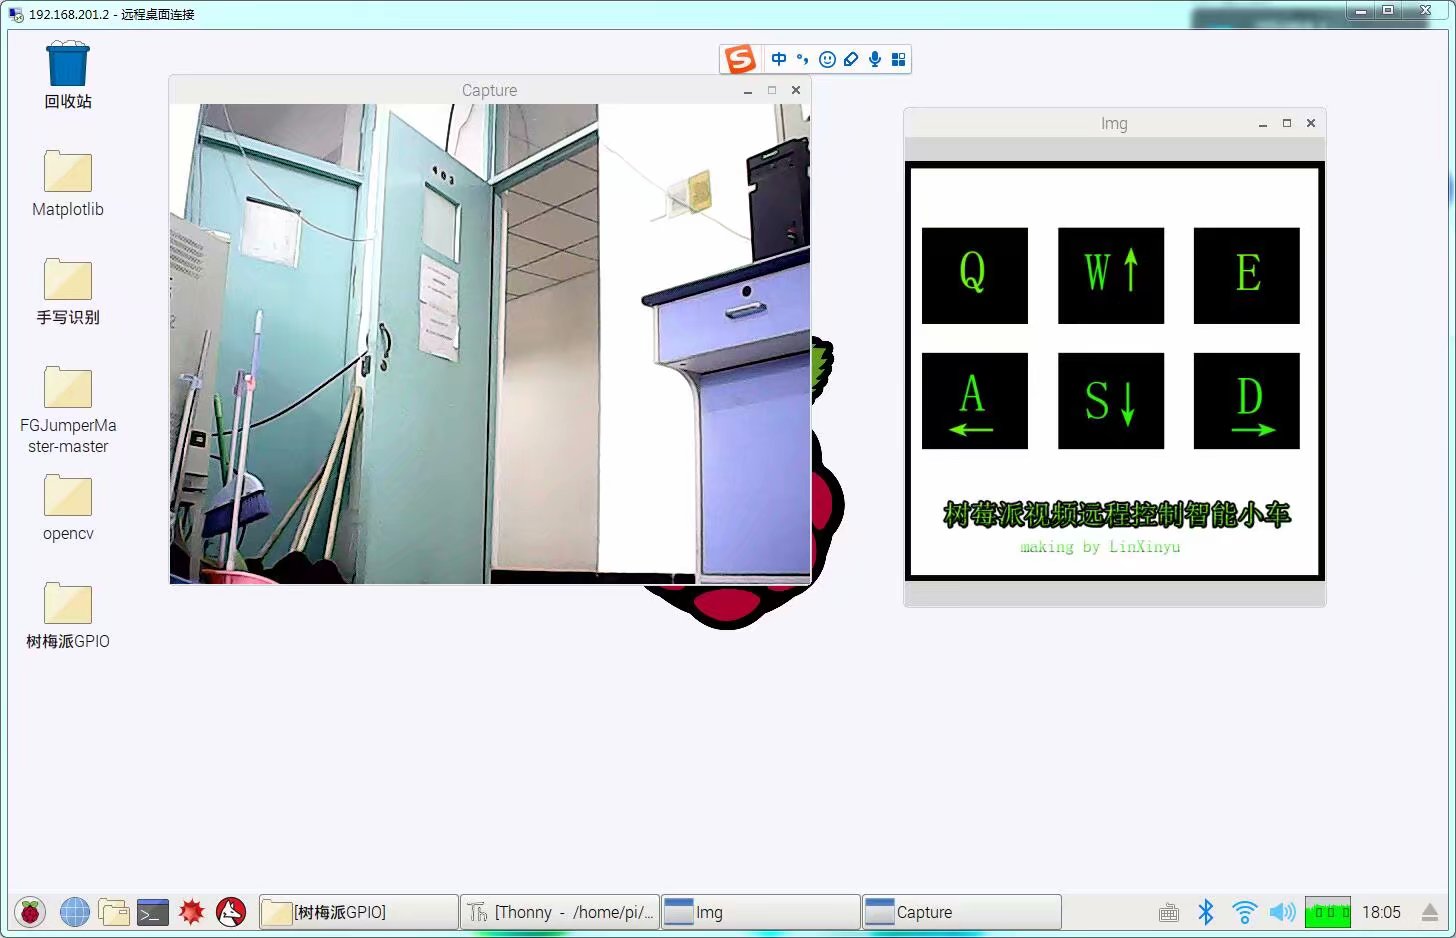 192.168.201.2 - 远程桌面连接
中
回收站
Matplotlib
手写识别
FGJumperMa
ster-master
opencv
树梅派GPIO
Capture
403
Img
Q
W↑
E
A
←
S↓
D
→
树莓派视频远程控制智能小车
making by LinXinyu
[树梅派GPIO]
[Thonny - /home/pi/...
Img
Capture
18:05